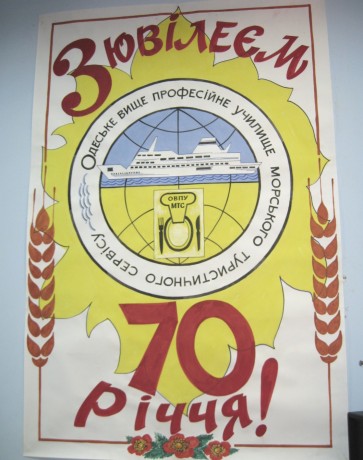 З ювілеєм
Одеське вище професійне училище морського туристичного сервісу
ОВПУ
МТС
70
річчя!